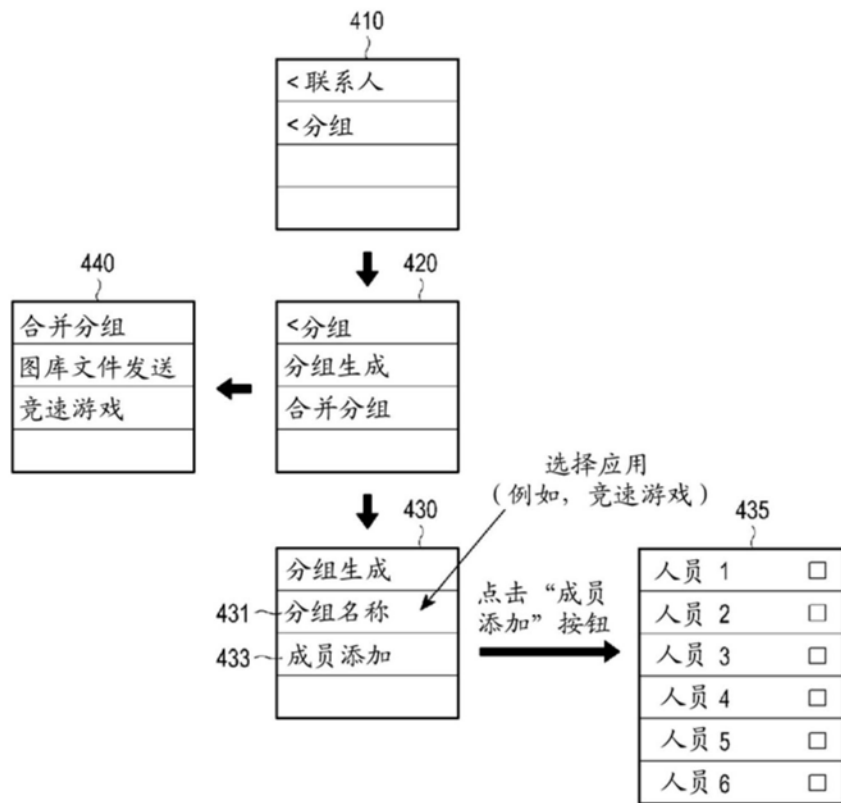 410
<联系人
<分组
440
420
合并分组
图库文件发送
竞速游戏
<分组
分组生成
合并分组
选择应用
(例如, 竞速游戏)
430
435
分组生成
431
分组名称
433
成员添加
点击“成员
添加”按钮
人员 1
人员 2
人员 3
人员 4
人员 5
人员 6